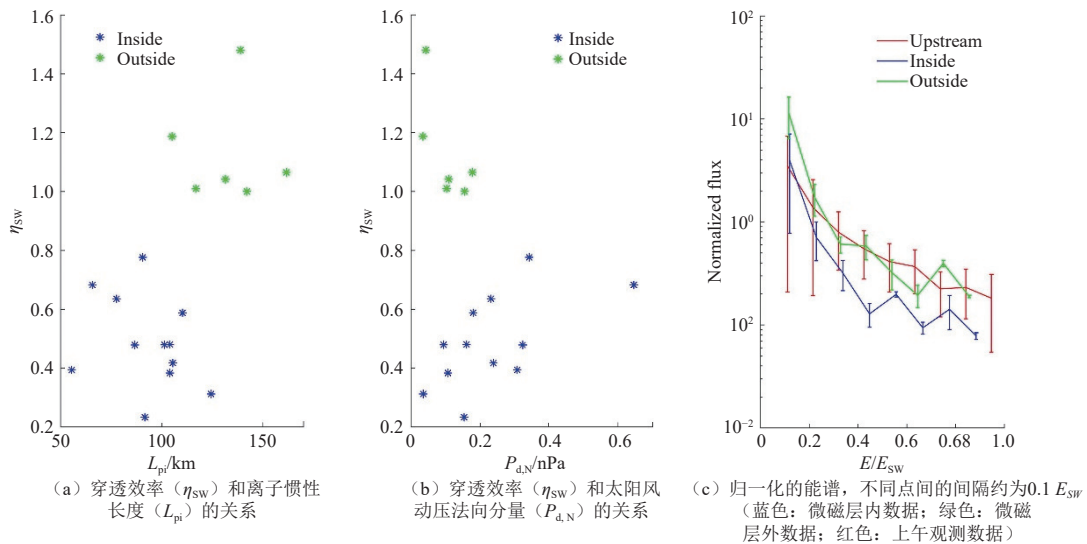 1.6
1.4
1.2
1.0
0.8
0.6
0.4
0.2
η_SW
Inside
Outside
50
100
150
L_pi/km
(a) 穿透效率(η_SW)和离子惯性
长度(L_pi)的关系
1.6
1.4
1.2
1.0
0.8
0.6
0.4
0.2
η_SW
Inside
Outside
0
0.2
0.4
0.6
P_d,N/nPa
(b) 穿透效率(η_SW)和太阳风
动压法向分量(P_d, N)的关系
10^2
10^1
10^0
10^2
10^−2
Normalized flux
Upstream
Inside
Outside
0
0.2
0.4
0.6
0.68
1.0
E/E_SW
(c) 归一化的能谱,不同点间的间隔约为0.1 E_SW
(蓝色:微磁层内数据;绿色:微磁
层外数据;红色:上午观测数据)